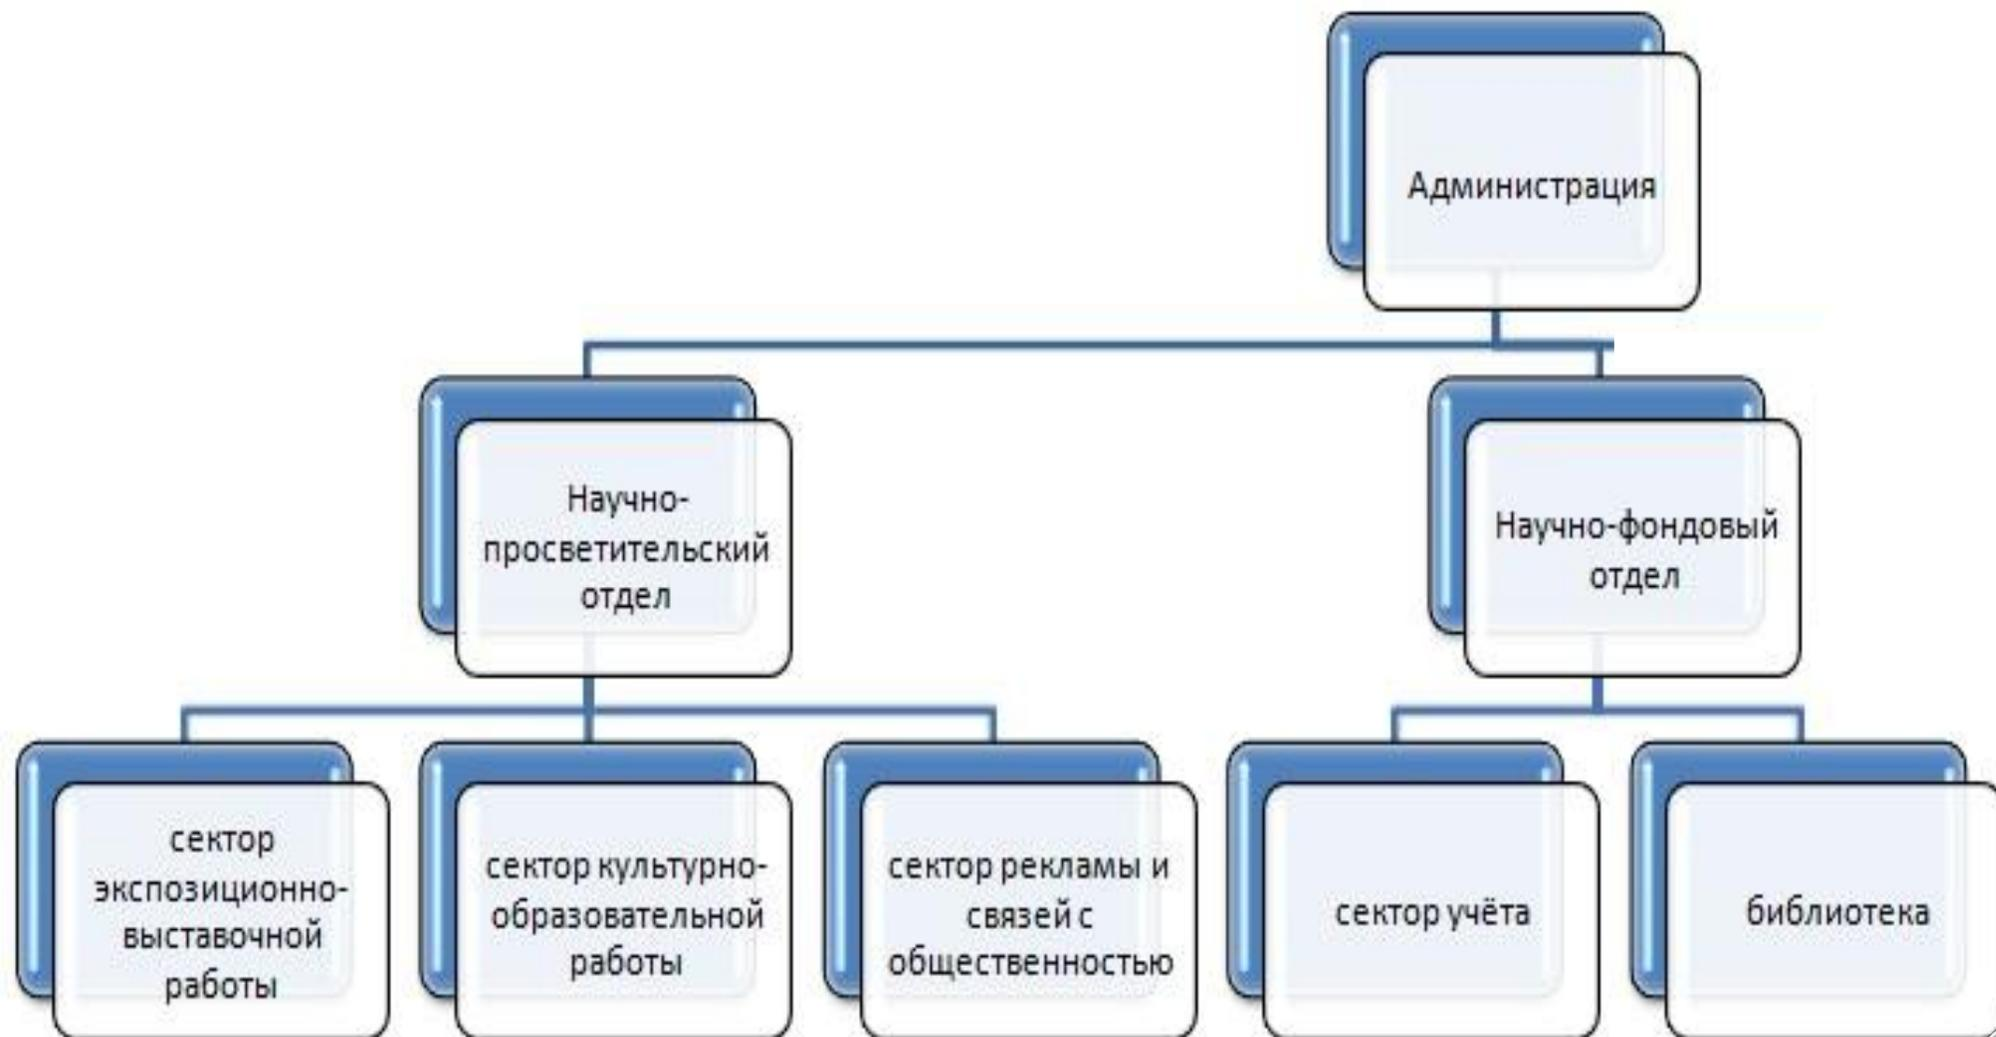 Администрация
Научно-
просветительский
отдел
Научно-фондовый
отдел
сектор
экспозиционно-
выставочной
работы
сектор культурно-
образовательной
работы
сектор рекламы и
связей с
общественностью
сектор учёта
библиотека